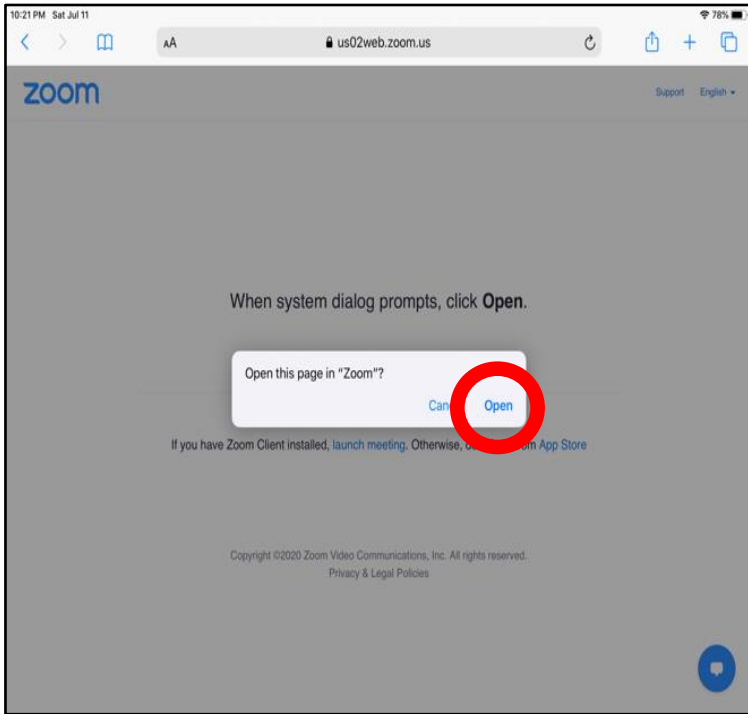 10:21 PM Sat Jul 11
78%
AA
us02web.zoom.us
zoom
Support English
When system dialog prompts, click Open.
Open this page in “Zoom”?
Open
If you have Zoom Client installed, launch meeting. Otherwise, App Store
Copyright ©2020 Zoom Video Communications, Inc. All rights reserved.
Privacy & Legal Policies